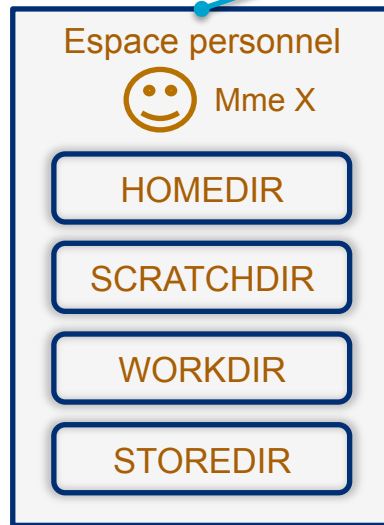 Espace personnel
Mme X
HOMEDIR
SCRATCHDIR
WORKDIR
STOREDIR